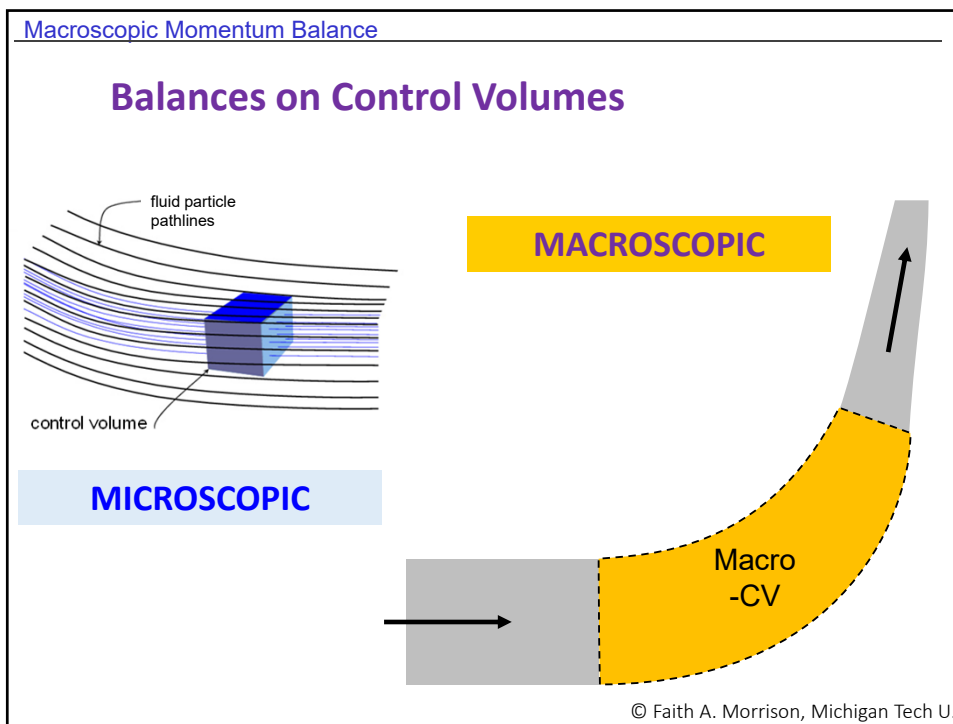 Macroscopic Momentum Balance
Balances on Control Volumes
fluid particle
pathlines
MACROSCOPIC
control volume
MICROSCOPIC
Macro
-CV
© Faith A. Morrison, Michigan Tech U.